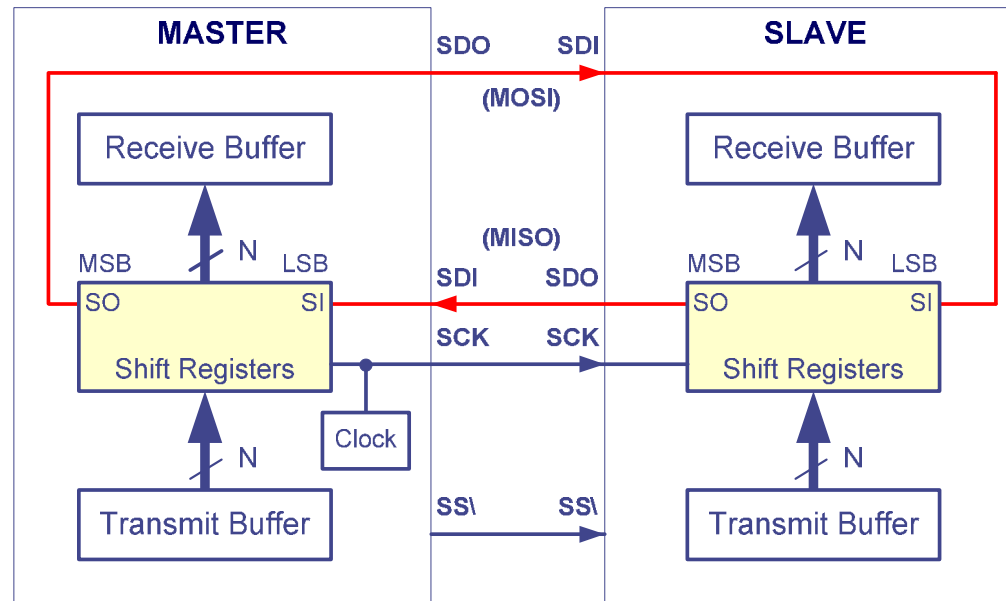 MASTER
SDO
SDI
SLAVE
(MOSI)
Receive Buffer
Receive Buffer
N
(MISO)
N
MSB
LSB
MSB
LSB
SO
SI
SDI
SDO
SO
SI
SCK
SCK
Shift Registers
Shift Registers
Clock
N
N
SS\
SS\
Transmit Buffer
Transmit Buffer